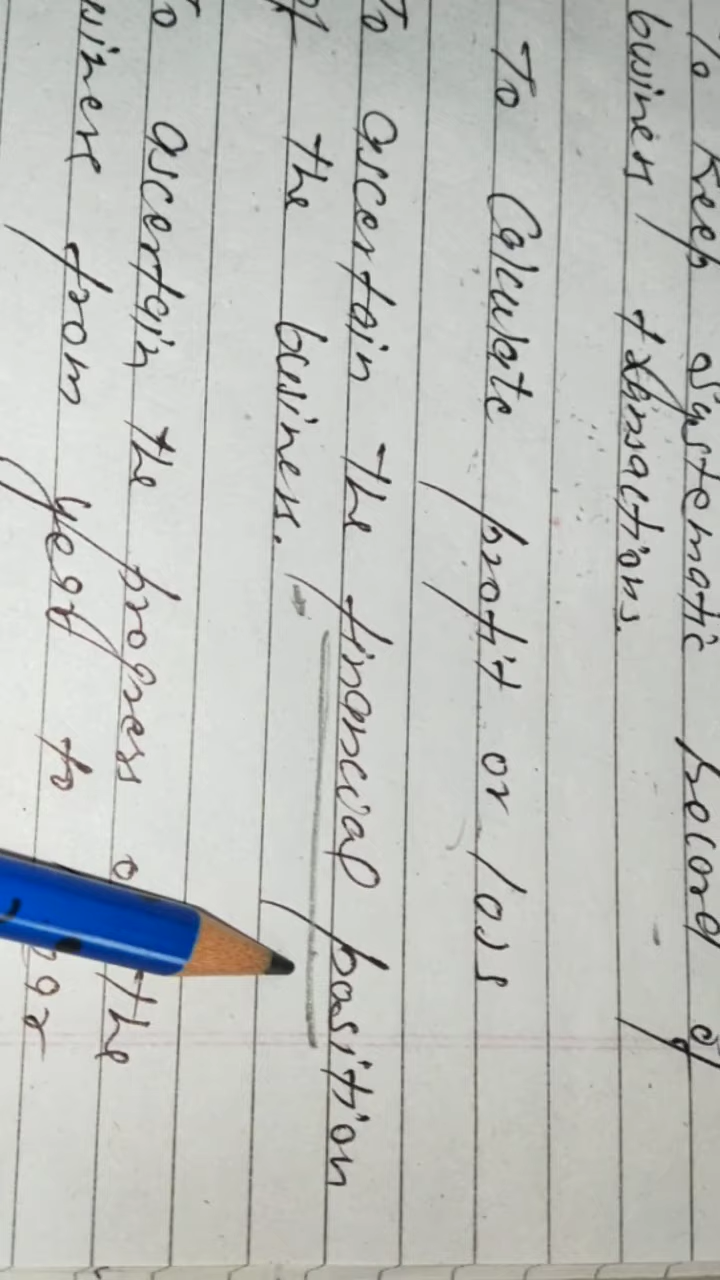 To Keep Systematic Record of
business transactions.
To Calculate profit or loss
To ascertain the financial position
of the business.
To ascertain the progress of the
business from year to year